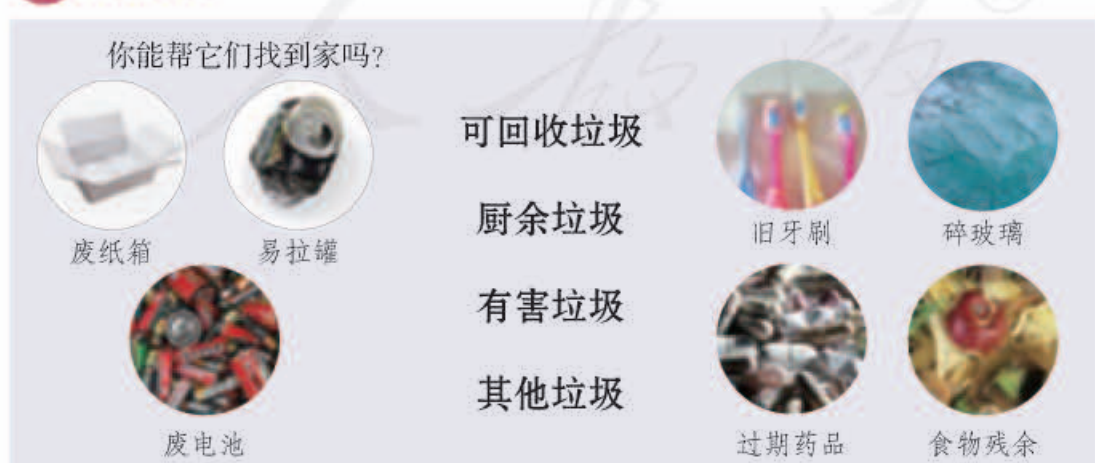 你能帮它们找到家吗?
废纸箱
易拉罐
废电池
可回收垃圾
厨余垃圾
有害垃圾
其他垃圾
旧牙刷
碎玻璃
过期药品
食物残余